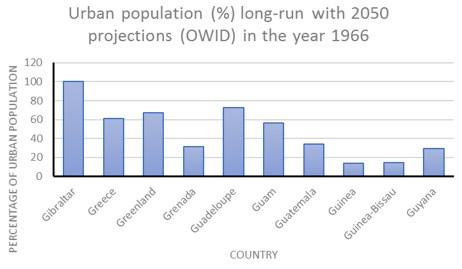 Urban population (%) long-run with 2050
projections (OWID) in the year 1966
PERCENTAGE OF URBAN POPULATION
120
100
80
60
40
20
0
Gibraltar
Greece
Greenland
Grenada
Guadeloupe
Guam
Guatemala
Guinea
Guinea-Bissau
Guyana
COUNTRY